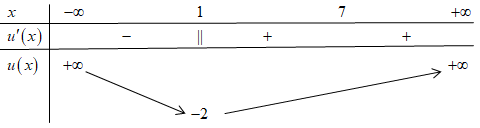 x −∞ 1 7 +∞
u′(x) − || + +
u(x) +∞ +∞
−2